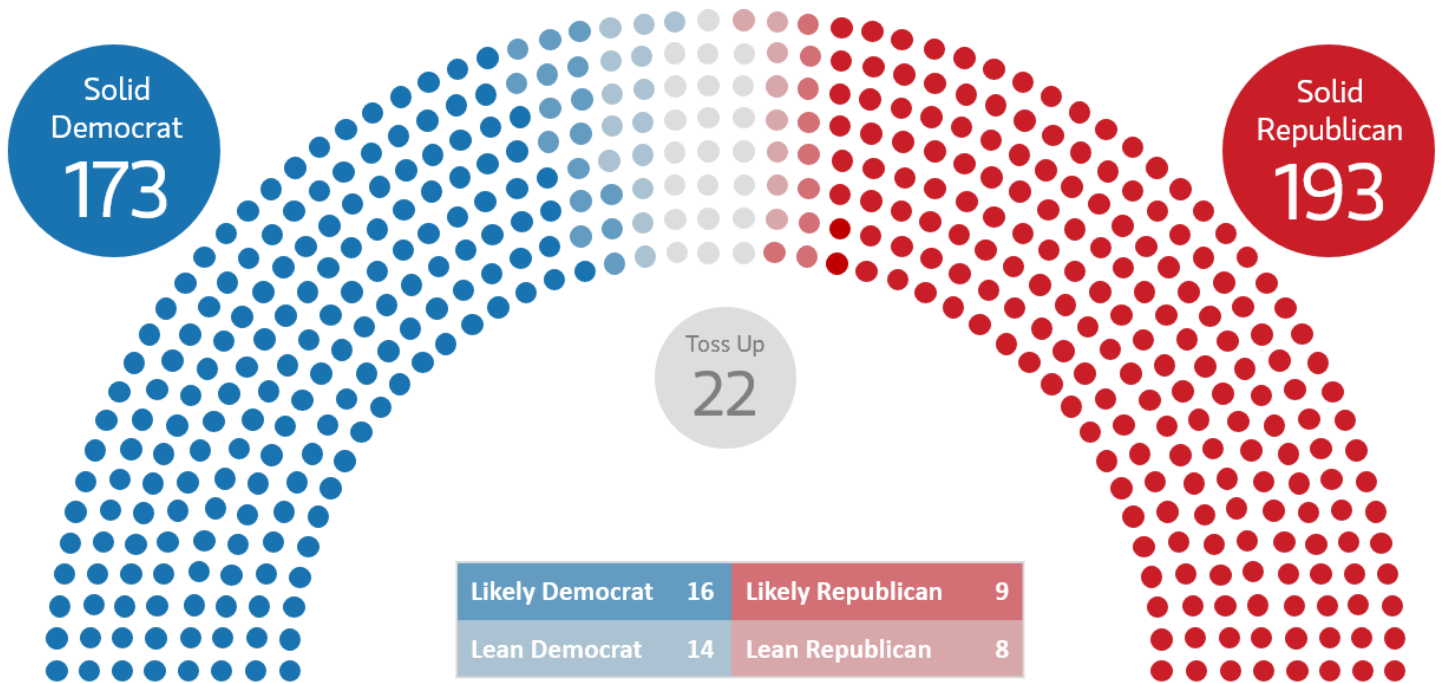 Solid
Democrat
173
Solid
Republican
193
Toss Up
22
Likely Democrat 16 Likely Republican 9
Lean Democrat 14 Lean Republican 8